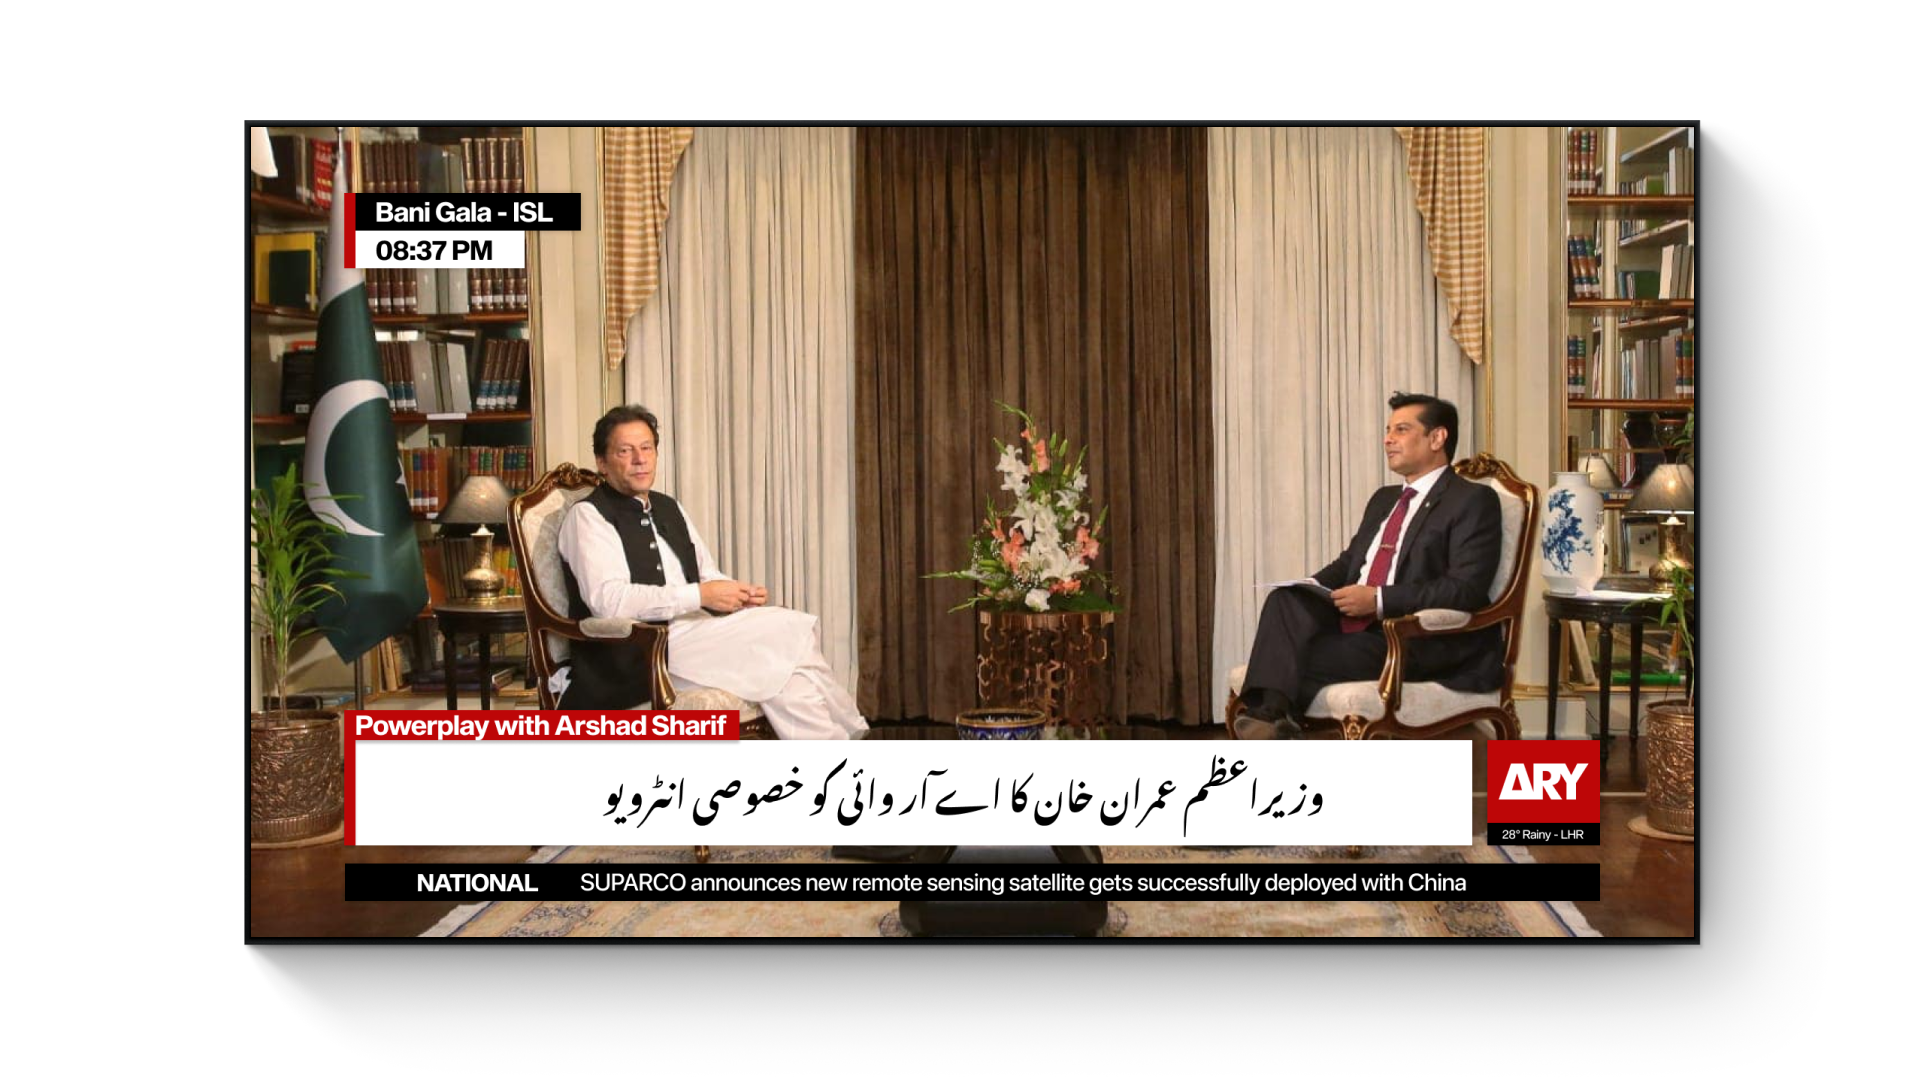 Bani Gala - ISL
08:37 PM
Powerplay with Arshad Sharif
وزیراعظم عمران خان کا اے آر وائی کو خصوصی انٹرویو
ARY
28° Rainy - LHR
NATIONAL SUPARCO announces new remote sensing satellite gets successfully deployed with China